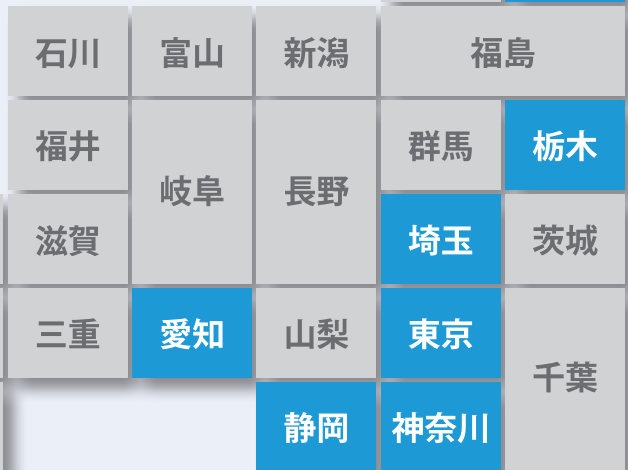 石川
富山
新潟
福島
福井
岐阜
長野
群馬
栃木
滋賀
埼玉
茨城
三重
愛知
山梨
東京
千葉
静岡
神奈川